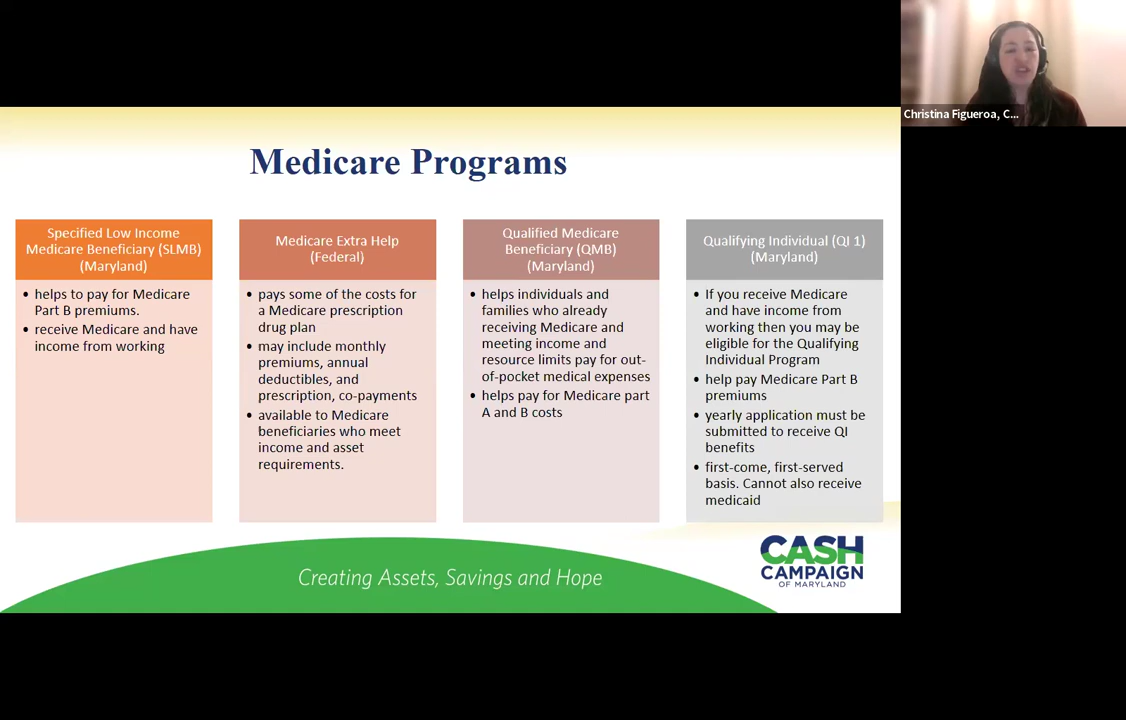 Christina Figueroa, C...
Medicare Programs
Specified Low Income
Medicare Beneficiary (SLMB)
(Maryland)
• helps to pay for Medicare
Part B premiums.
• receive Medicare and have
income from working
Medicare Extra Help
(Federal)
• pays some of the costs for
a Medicare prescription
drug plan
• may include monthly
premiums, annual
deductibles, and
prescription, co-payments
• available to Medicare
beneficiaries who meet
income and asset
requirements.
Qualified Medicare
Beneficiary (QMB)
(Maryland)
• helps individuals and
families who already
receiving Medicare and
meeting income and
resource limits pay for out-
of-pocket medical expenses
• helps pay for Medicare part
A and B costs
Qualifying Individual (QI 1)
(Maryland)
• If you receive Medicare
and have income from
working then you may be
eligible for the Qualifying
Individual Program
• help pay Medicare Part B
premiums
• yearly application must be
submitted to receive QI
benefits
• first-come, first-served
basis. Cannot also receive
medicaid
Creating Assets, Savings and Hope
CASH
CAMPAIGN
OF MARYLAND